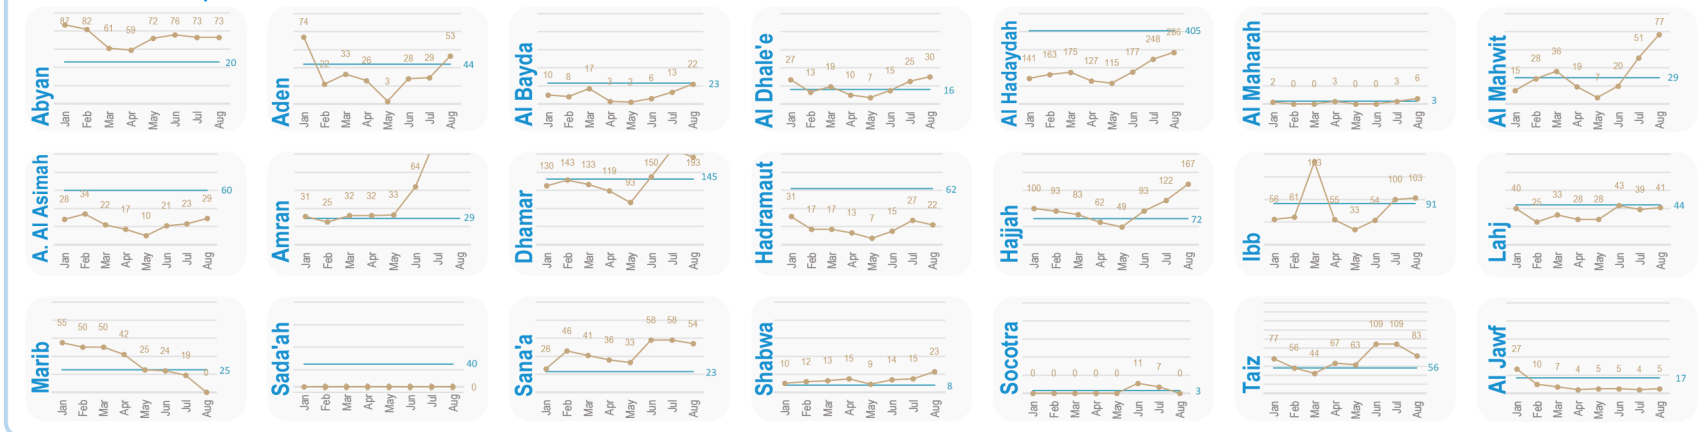 Abyan
87 82 61 59 72 76 73 73
20
Jan Feb Mar Apr May Jun Jul Aug
Aden
74 22 33 26 3 28 29 53
44
Jan Feb Mar Apr May Jun Jul Aug
Al Bayda
10 8 17 3 2 6 13 22
23
Jan Feb Mar Apr May Jun Jul Aug
Al Dhale'e
27 13 19 10 7 15 25 30
16
Jan Feb Mar Apr May Jun Jul Aug
Al Hadaydah
141 163 175 127 115 177 248 286
405
Jan Feb Mar Apr May Jun Jul Aug
Al Maharah
2 0 0 3 0 0 3 6
3
Jan Feb Mar Apr May Jun Jul Aug
Al Mahwit
15 28 36 19 7 20 51 77
29
Jan Feb Mar Apr May Jun Jul Aug
A. Al Asimah
28 34 22 17 10 21 23 29
60
Jan Feb Mar Apr May Jun Jul Aug
Amran
31 25 32 32 33 64
29
Jan Feb Mar Apr May Jun Jul Aug
Dhamar
130 143 133 119 93 150 193
145
Jan Feb Mar Apr May Jun Jul Aug
Hadramaut
31 17 17 13 7 15 27 22
62
Jan Feb Mar Apr May Jun Jul Aug
Hajjah
100 93 83 62 49 93 122 167
72
Jan Feb Mar Apr May Jun Jul Aug
Ibb
56 61 55 33 54 100 103
91
Jan Feb Mar Apr May Jun Jul Aug
Lahj
40 25 33 28 28 43 39 41
44
Jan Feb Mar Apr May Jun Jul Aug
Marib
55 50 50 42 25 24 19 0
25
Jan Feb Mar Apr May Jun Jul Aug
Sada'ah
40
0
Jan Feb Mar Apr May Jun Jul Aug
Sana'a
26 46 41 36 33 58 58 54
23
Jan Feb Mar Apr May Jun Jul Aug
Shabwa
10 12 13 15 9 14 15 23
8
Jan Feb Mar Apr May Jun Jul Aug
Socotra
0 0 0 0 0 11 7 0
3
Jan Feb Mar Apr May Jun Jul Aug
Taiz
77 56 44 67 63 109 109 83
56
Jan Feb Mar Apr May Jun Jul Aug
Al Jawf
27 10 7 4 5 5 4 5
17
Jan Feb Mar Apr May Jun Jul Aug